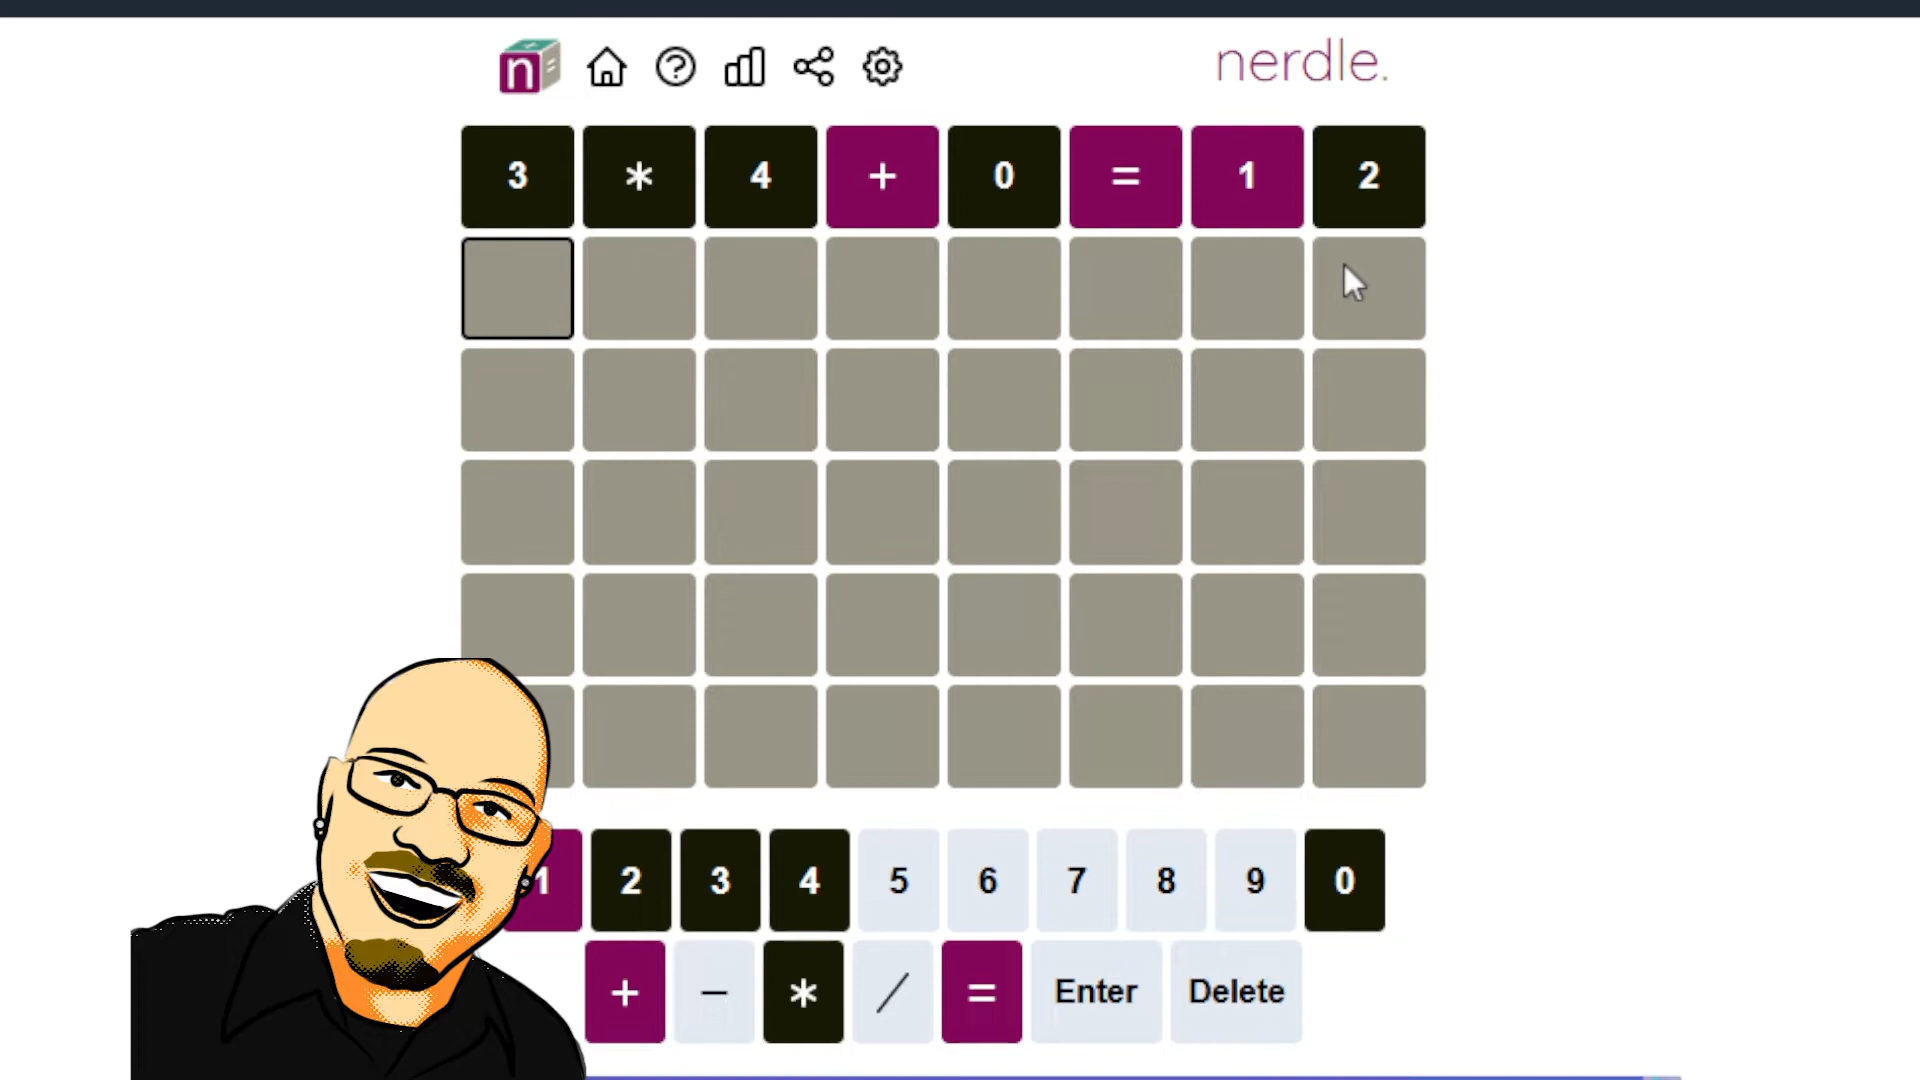 n
nerdle.
3 * 4 + 0 = 1 2
1 2 3 4 5 6 7 8 9 0
+ - * / = Enter Delete